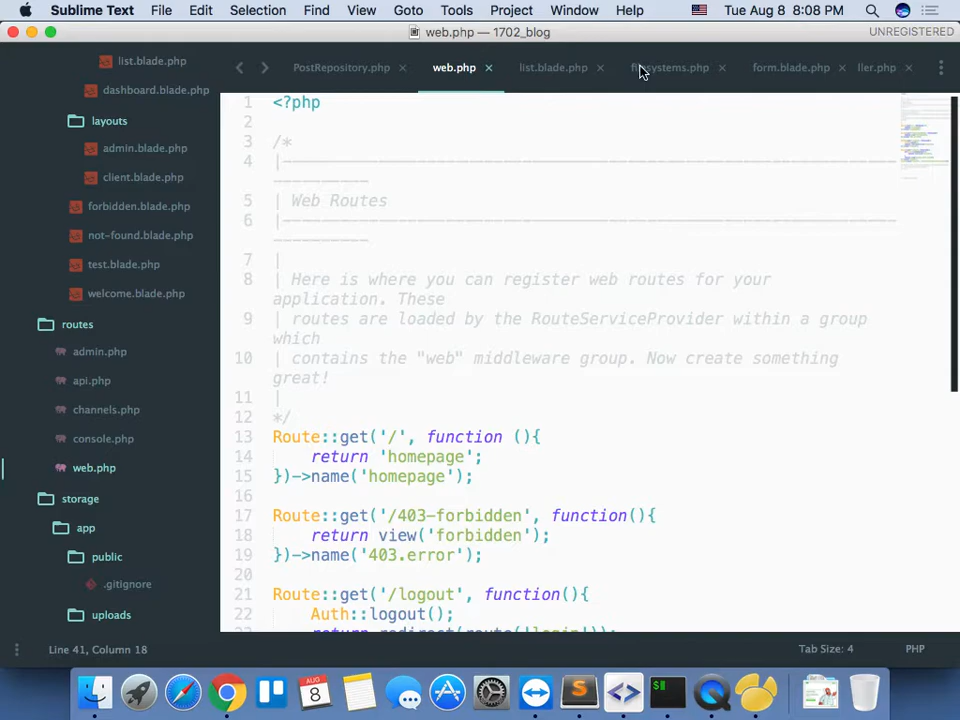 Sublime Text File Edit Selection Find View Goto Tools Project Window Help Tue Aug 8 8:08 PM
web.php — 1702_blog UNREGISTERED
PostRepository.php × web.php × list.blade.php × × form.blade.php × ller.php ×
list.blade.php
dashboard.blade.php
layouts
admin.blade.php
client.blade.php
forbidden.blade.php
not-found.blade.php
test.blade.php
welcome.blade.php
routes
admin.php
api.php
channels.php
console.php
web.php
storage
app
public
.gitignore
uploads
1 <?php
2
3 /*
4 |--------------------------------------------------------------------------
5 | Web Routes
6 |--------------------------------------------------------------------------
7 |
8 | Here is where you can register web routes for your
application. These
9 | routes are loaded by the RouteServiceProvider within a group
which
10 | contains the "web" middleware group. Now create something
great!
11 |
12 */
13 Route::get('/', function (){
14 return 'homepage';
15 })->name('homepage');
16
17 Route::get('/403-forbidden', function(){
18 return view('forbidden');
19 })->name('403.error');
20
21 Route::get('/logout', function(){
22 Auth::logout();
return redirect(route('login'));
Line 41, Column 18 Tab Size: 4 PHP